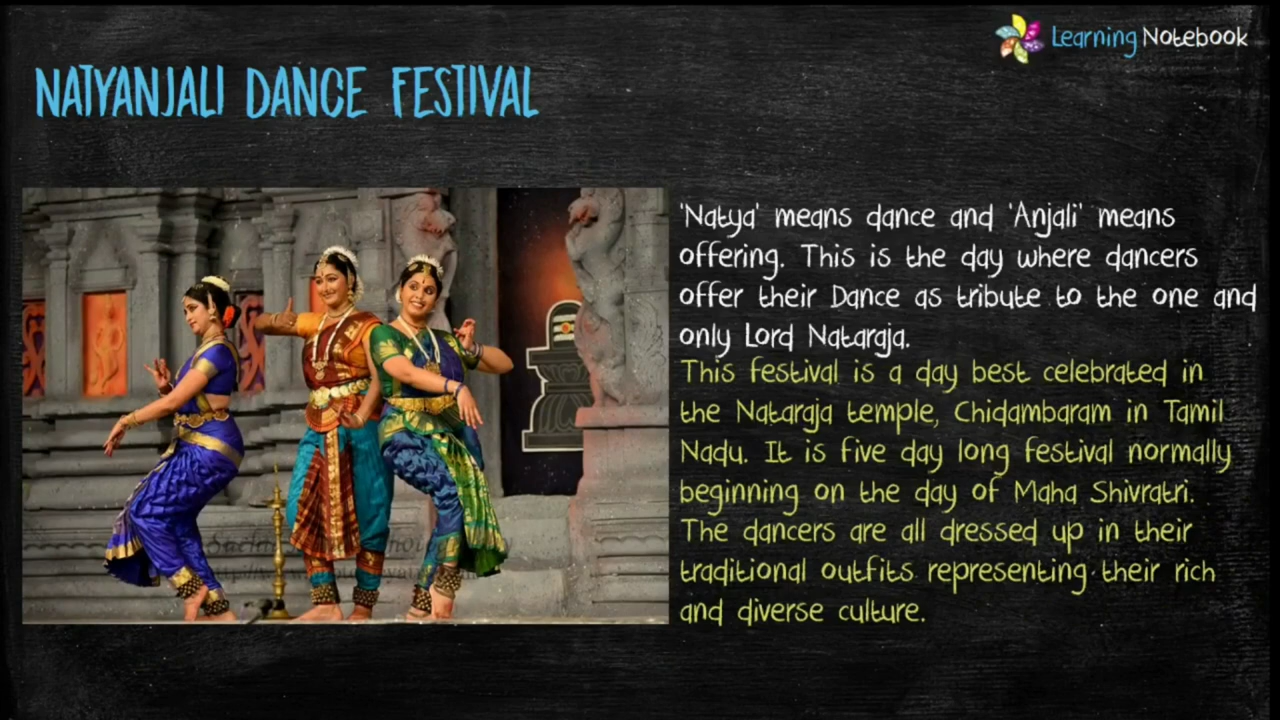 Learning Notebook
NATYANJALI DANCE FESTIVAL
'Natya' means dance and 'Anjali' means
offering. This is the day where dancers
offer their Dance as tribute to the one and
only Lord Nataraja.
This festival is a day best celebrated in
the Nataraja temple, Chidambaram in Tamil
Nadu. It is five day long festival normally
beginning on the day of Maha Shivratri.
The dancers are all dressed up in their
traditional outfits representing their rich
and diverse culture.